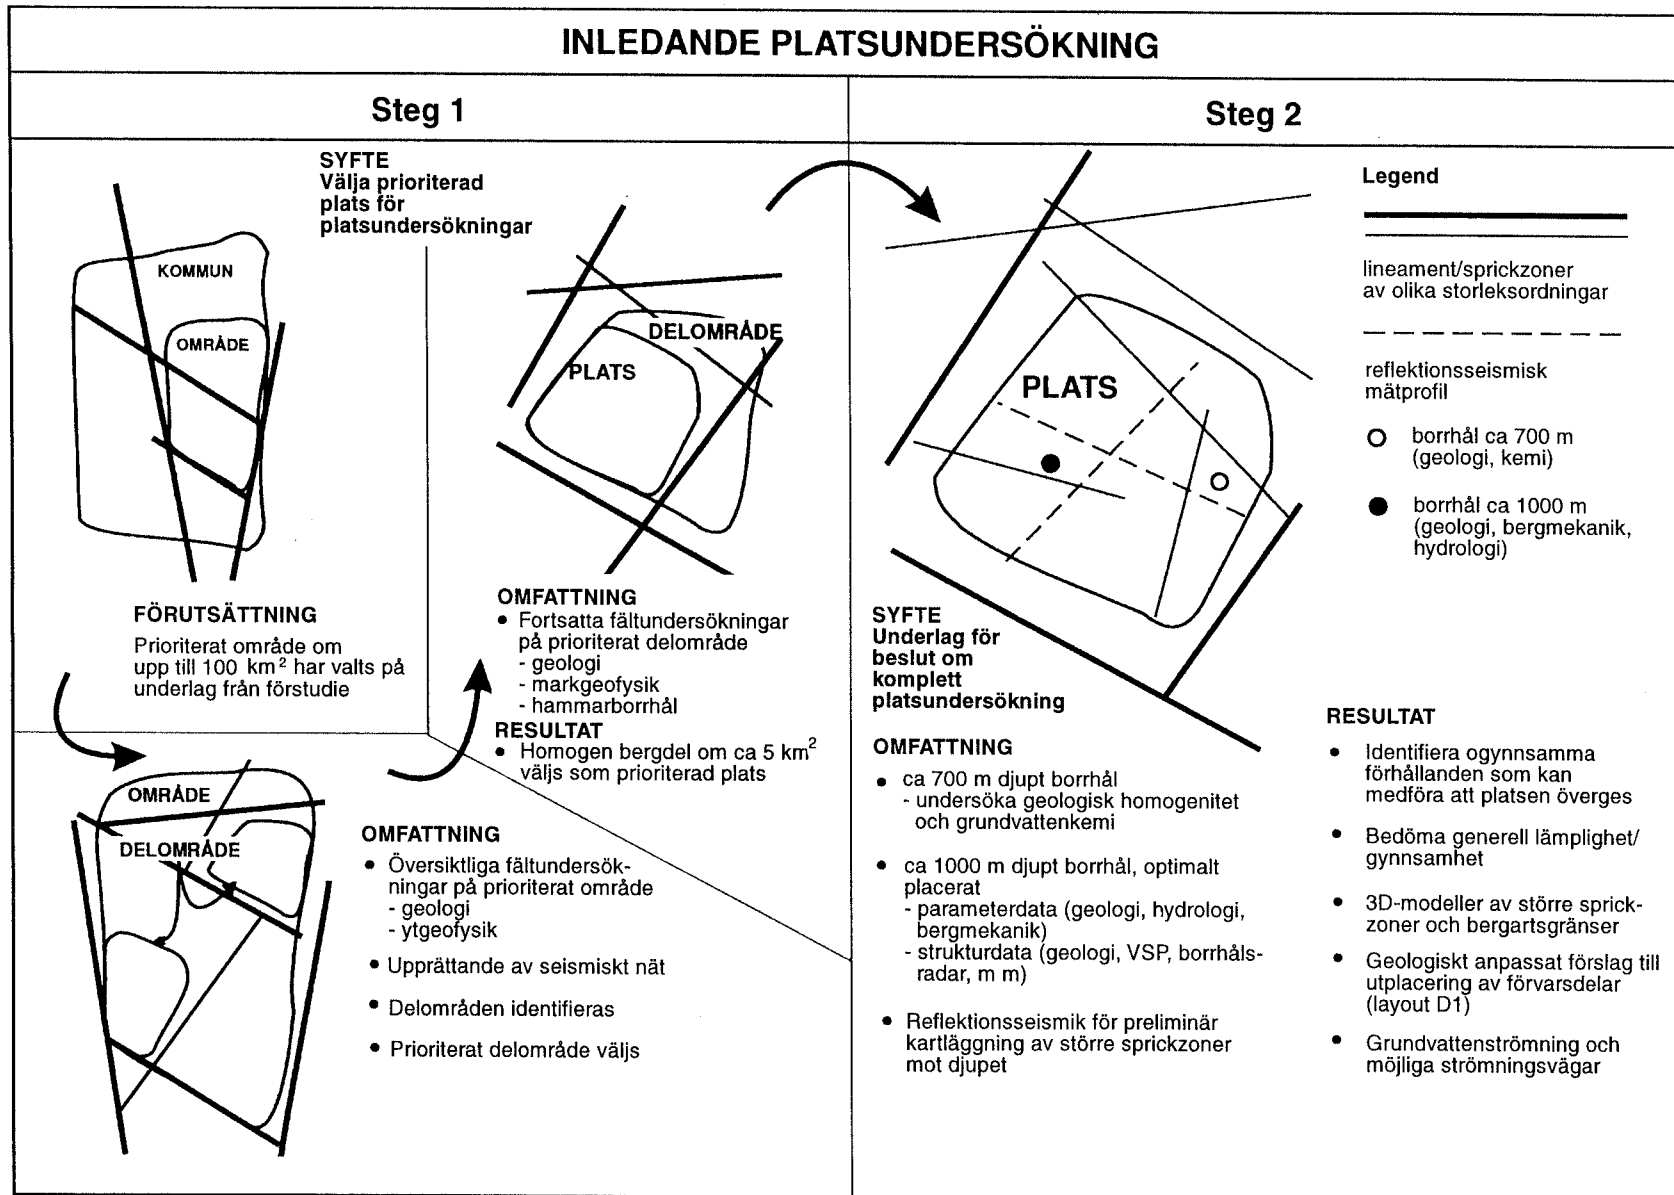 INLEDANDE PLATSUNDERSÖKNING
Steg 1
SYFTE
Välja prioriterad
plats för
platsundersökningar
KOMMUN
OMRÅDE
FÖRUTSÄTTNING
Prioriterat område om
upp till 100 km² har valts på
underlag från förstudie
OMRÅDE
DELOMRÅDE
OMFATTNING
• Översiktliga fältundersök-
ningar på prioriterat område
- geologi
- ytgeofysik
• Upprättande av seismiskt nät
• Delområden identifieras
• Prioriterat delområde väljs
DELOMRÅDE
PLATS
OMFATTNING
• Fortsatta fältundersökningar
på prioriterat delområde
- geologi
- markgeofysik
- hammarborrhål
RESULTAT
• Homogen bergdel om ca 5 km²
väljs som prioriterad plats
Steg 2
PLATS
Legend
lineament/sprickzoner
av olika storleksordningar
reflektionsseismisk
mätprofil
borrhål ca 700 m
(geologi, kemi)
borrhål ca 1000 m
(geologi, bergmekanik,
hydrologi)
SYFTE
Underlag för
beslut om
komplett
platsundersökning
OMFATTNING
• ca 700 m djupt borrhål
- undersöka geologisk homogenitet
och grundvattenkemi
• ca 1000 m djupt borrhål, optimalt
placerat
- parameterdata (geologi, hydrologi,
bergmekanik)
- strukturdata (geologi, VSP, borrhåls-
radar, m m)
• Reflektionsseismik för preliminär
kartläggning av större sprickzoner
mot djupet
RESULTAT
• Identifiera ogynnsamma
förhållanden som kan
medföra att platsen överges
• Bedöma generell lämplighet/
gynnsamhet
• 3D-modeller av större sprick-
zoner och bergartsgränser
• Geologiskt anpassat förslag till
utplacering av förvarsdelar
(layout D1)
• Grundvattenströmning och
möjliga strömningsvägar